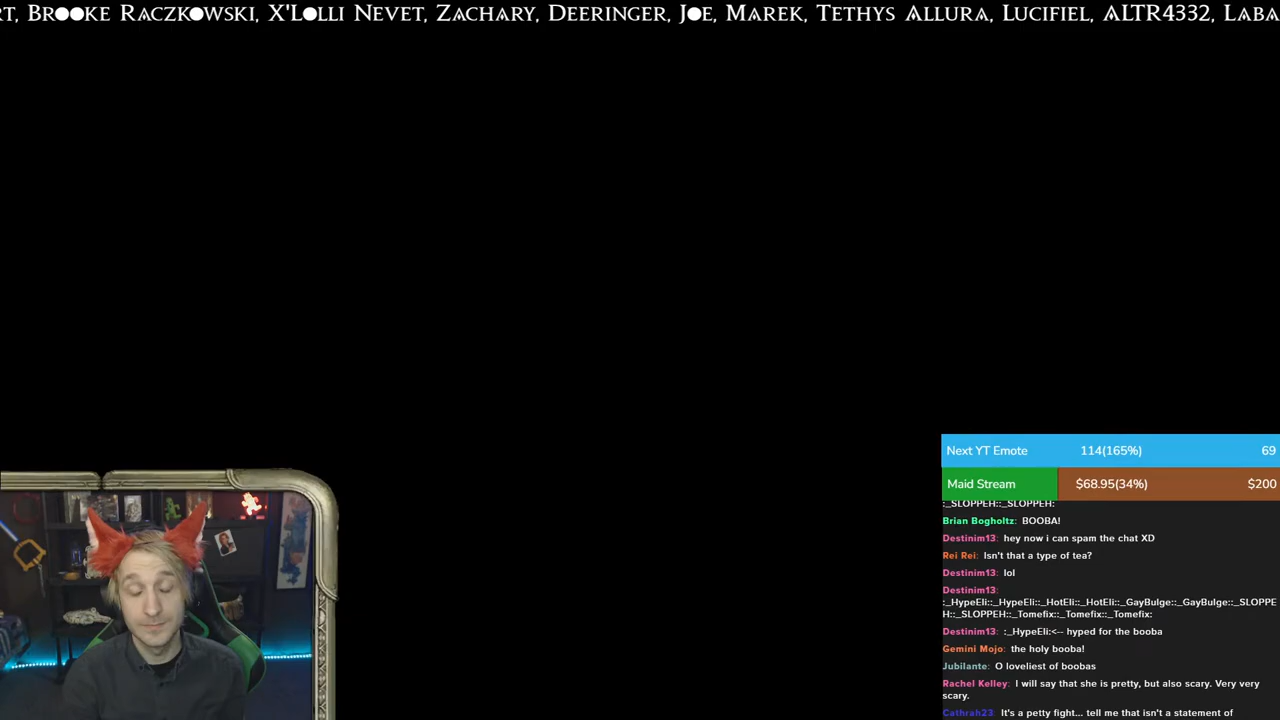 RT, BROOKE RACZKOWSKI, X'LOLLI NEVET, ZACHARY, DEERINGER, JOE, MAREK, TETHYS ALLURA, LUCIFIEL, ALTR4332, LABA
Next YT Emote 114(165%) 69
Maid Stream $68.95(34%) $200
:_SLOPPEH::_SLOPPEH:
Brian Bogholtz: BOOBA!
Destinim13: hey now i can spam the chat XD
Rei Rei: Isn't that a type of tea?
Destinim13: lol
Destinim13:
:_HypeEli::_HypeEli::_HotEli::_HotEli::_GayBulge::_GayBulge::_SLOPPE
H::_SLOPPEH::_Tomefix::_Tomefix:
Destinim13: :_HypeEli:<-- hyped for the booba
Gemini Mojo: the holy booba!
Jubilante: O loveliest of boobas
Rachel Kelley: I will say that she is pretty, but also scary. Very very
scary.
Cathrah23 It's a petty fight... tell me that isn't a statement of